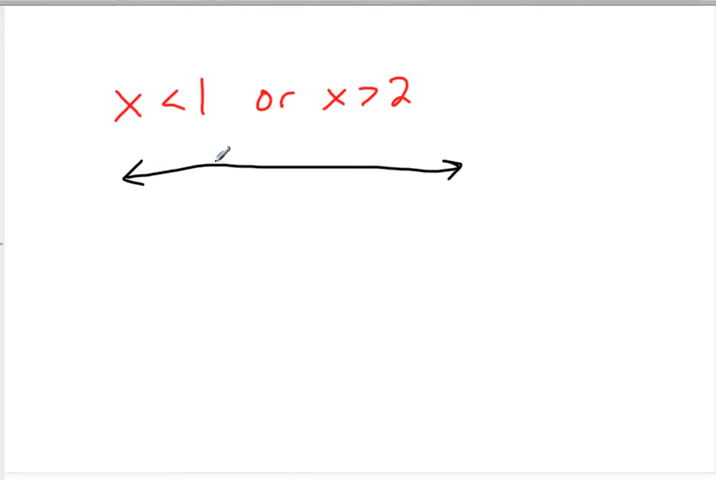 x < 1 or x > 2